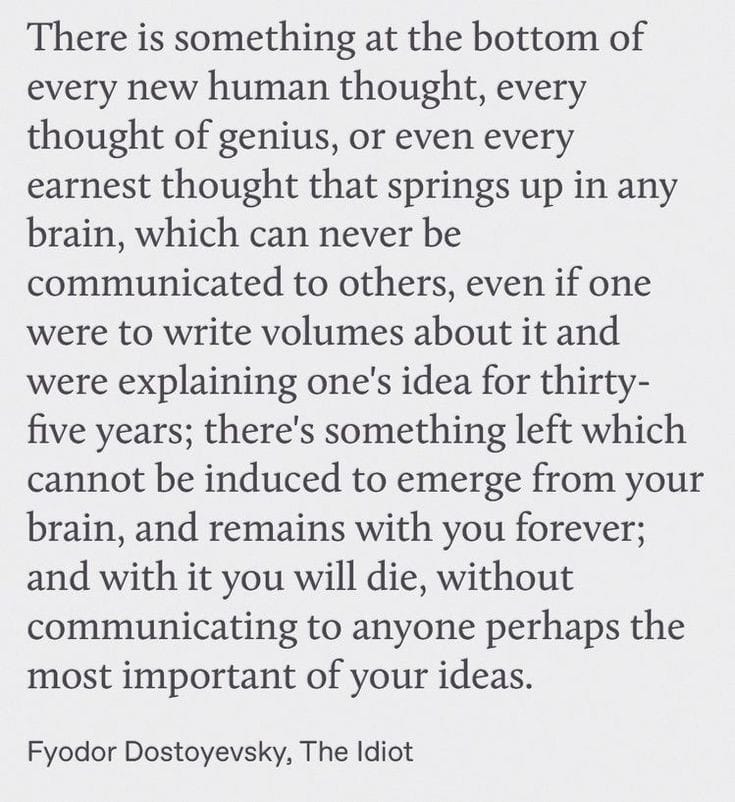 There is something at the bottom of
every new human thought, every
thought of genius, or even every
earnest thought that springs up in any
brain, which can never be
communicated to others, even if one
were to write volumes about it and
were explaining one's idea for thirty-
five years; there's something left which
cannot be induced to emerge from your
brain, and remains with you forever;
and with it you will die, without
communicating to anyone perhaps the
most important of your ideas.
Fyodor Dostoyevsky, The Idiot